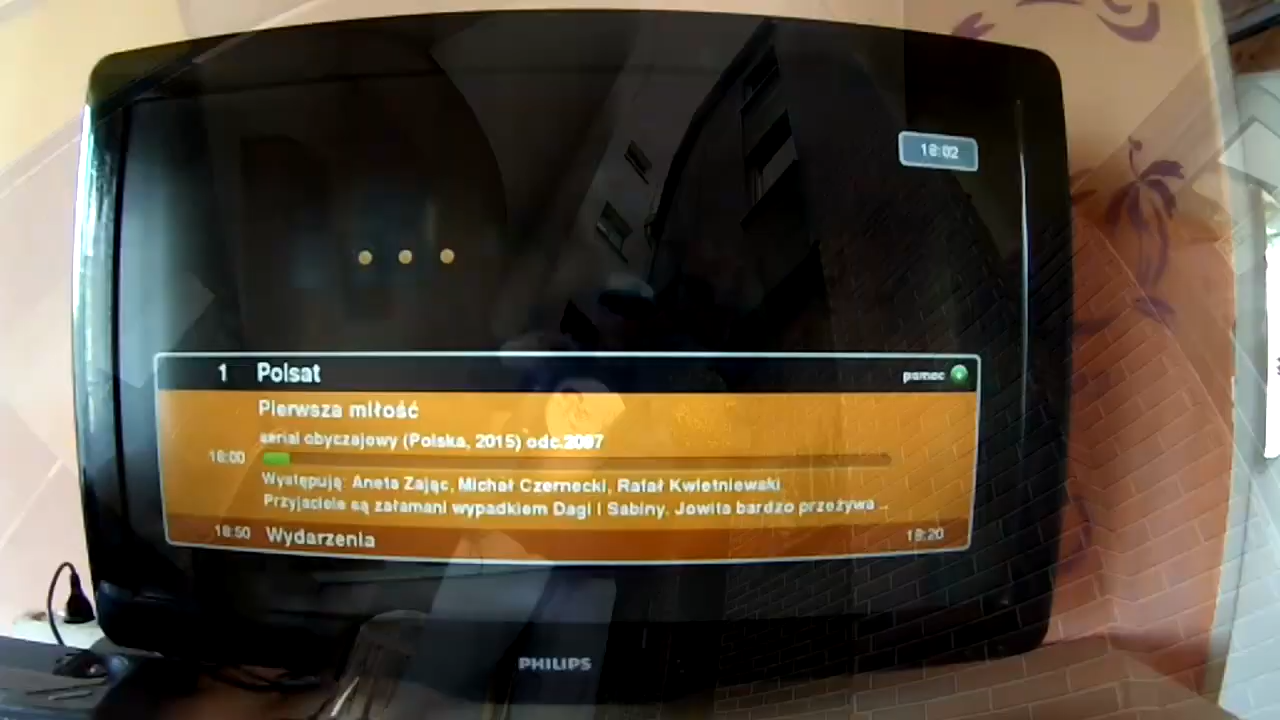 18:02
1 Polsat pomoc
Pierwsza miłość
serial obyczajowy (Polska, 2015) odc.2087
18:00
Występują: Aneta Zając, Michał Czernecki, Rafał Kwietniewski
Przyjaciele są załamani wypadkiem Dagi i Sabiny. Jowita bardzo przeżywa ..
18:50 Wydarzenia 19:20
PHILIPS